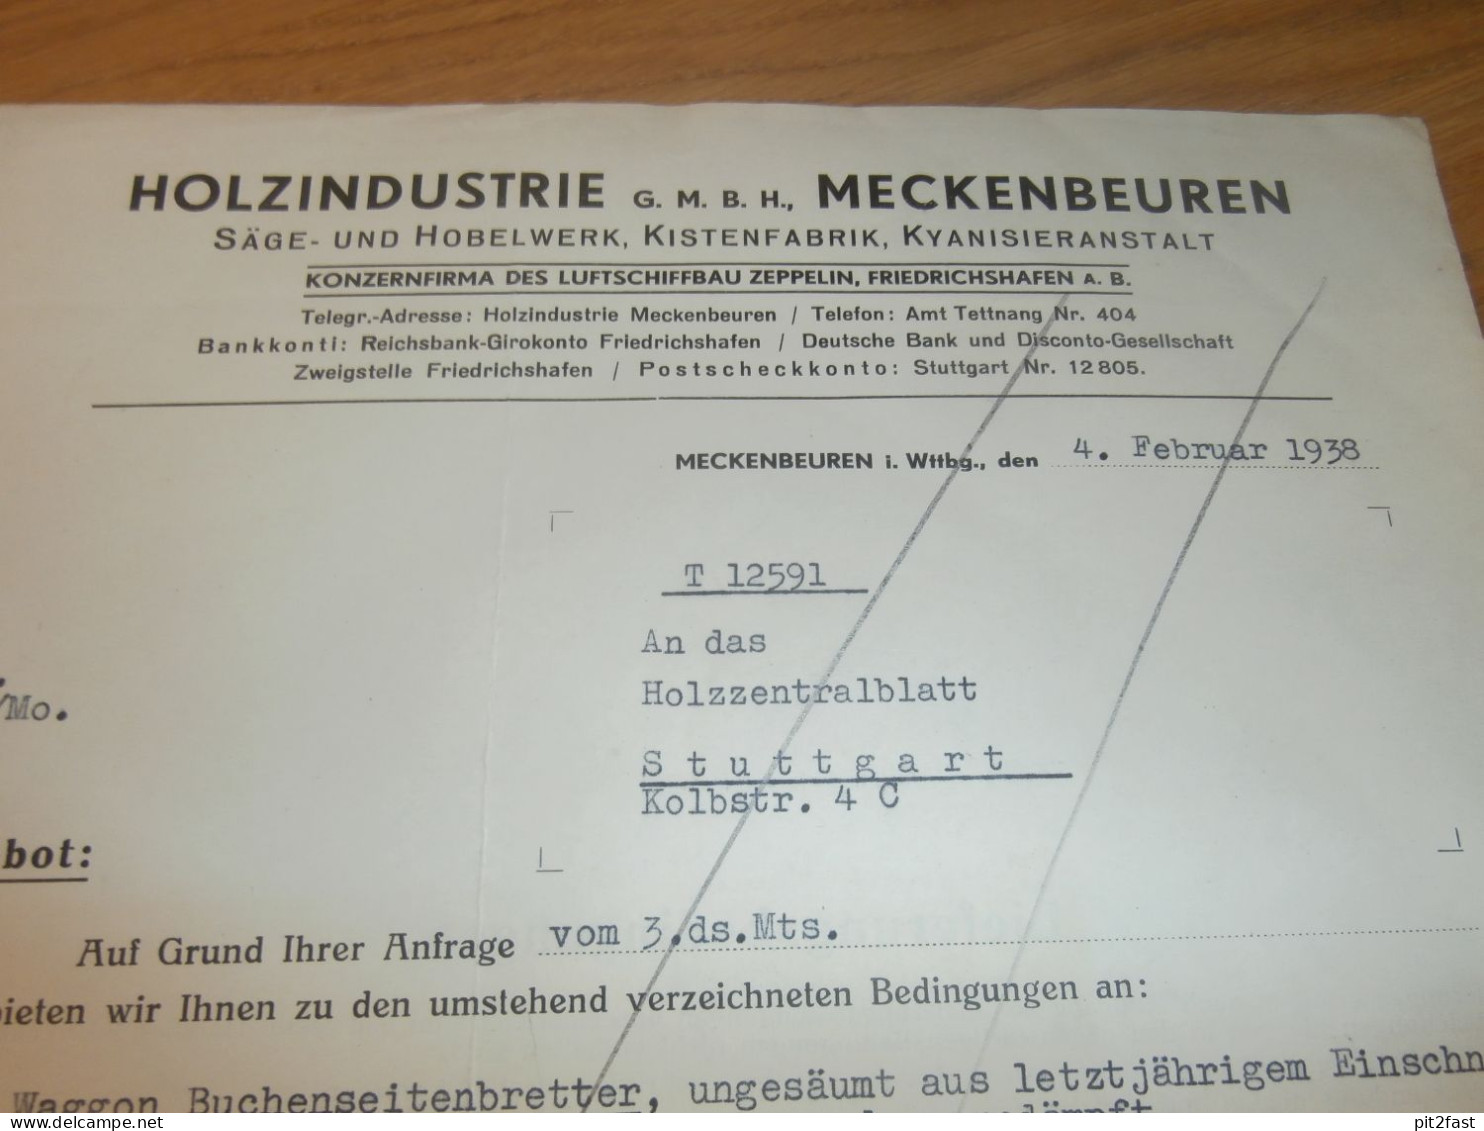 HOLZINDUSTRIE G. M. B. H., MECKENBEUREN
SÄGE- UND HOBELWERK, KISTENFABRIK, KYANISIERANSTALT
KONZERNFIRMA DES LUFTSCHIFFBAU ZEPPELIN, FRIEDRICHSHAFEN A. B.
Telegr.-Adresse: Holzindustrie Meckenbeuren / Telefon: Amt Tettnang Nr. 404
Bankkonti: Reichsbank-Girokonto Friedrichshafen / Deutsche Bank und Disconto-Gesellschaft
Zweigstelle Friedrichshafen / Postscheckkonto: Stuttgart Nr. 12805.
MECKENBEUREN i. Wttbg., den 4. Februar 1938
T 12591
An das
/Mo.
Holzzentralblatt
Stuttgart
Kolbstr. 4 C
bot:
Auf Grund Ihrer Anfrage vom 3.ds.Mts.
bieten wir Ihnen zu den umstehend verzeichneten Bedingungen an:
Waggon Buchenseitenbretter, ungesäumt aus letztjährigem Einschn
www.delcampe.net
pit2fast